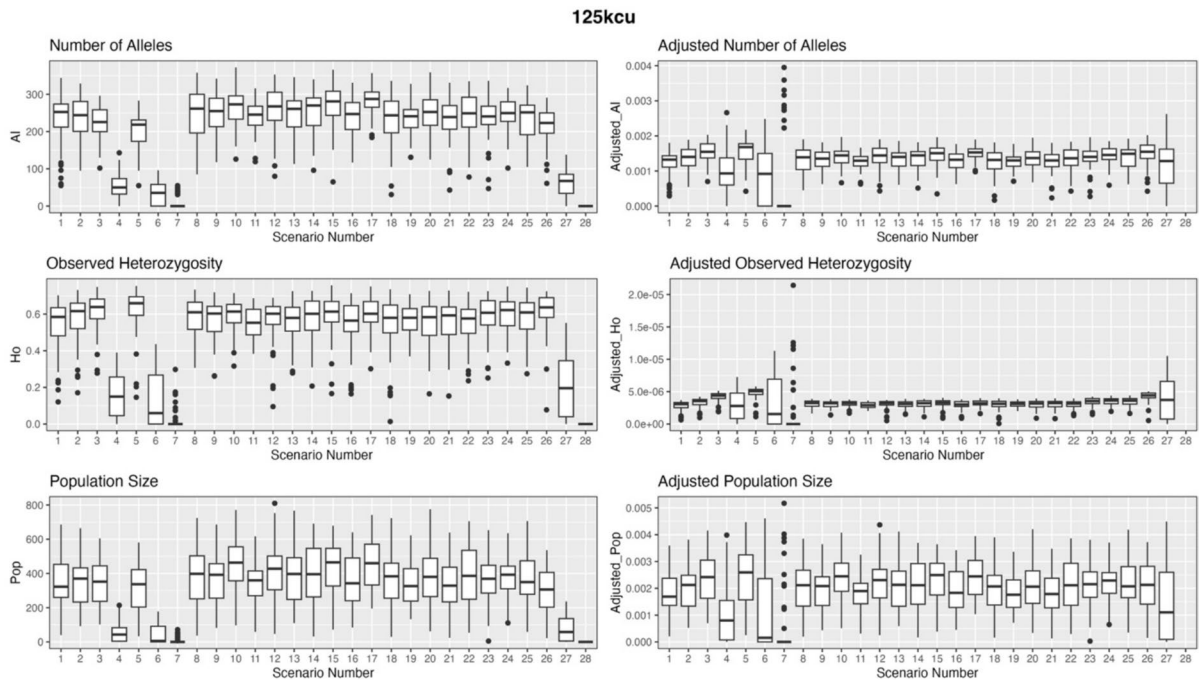 125kcu
Number of Alleles
Al
300
200
100
0
1 2 3 4 5 6 7 8 9 10 11 12 13 14 15 16 17 18 19 20 21 22 23 24 25 26 27 28
Scenario Number
Adjusted Number of Alleles
Adjusted_Al
0.004
0.003
0.002
0.001
0.000
1 2 3 4 5 6 7 8 9 10 11 12 13 14 15 16 17 18 19 20 21 22 23 24 25 26 27 28
Scenario Number
Observed Heterozygosity
Ho
0.6
0.4
0.2
0.0
1 2 3 4 5 6 7 8 9 10 11 12 13 14 15 16 17 18 19 20 21 22 23 24 25 26 27 28
Scenario Number
Adjusted Observed Heterozygosity
Adjusted_Ho
2.0e-05
1.5e-05
1.0e-05
5.0e-06
0.0e+00
1 2 3 4 5 6 7 8 9 10 11 12 13 14 15 16 17 18 19 20 21 22 23 24 25 26 27 28
Scenario Number
Population Size
Pop
800
600
400
200
0
1 2 3 4 5 6 7 8 9 10 11 12 13 14 15 16 17 18 19 20 21 22 23 24 25 26 27 28
Scenario Number
Adjusted Population Size
Adjusted_Pop
0.005
0.004
0.003
0.002
0.001
0.000
1 2 3 4 5 6 7 8 9 10 11 12 13 14 15 16 17 18 19 20 21 22 23 24 25 26 27 28
Scenario Number